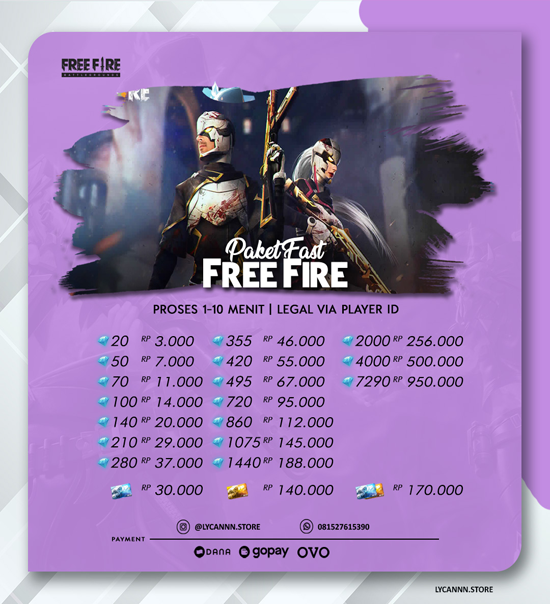 FREE FIRE
BATTLEGROUNDS
Paket Fast
FREE FIRE
PROSES 1-10 MENIT | LEGAL VIA PLAYER ID
20 RP 3.000 355 RP 46.000 2000 RP 256.000
50 RP 7.000 420 RP 55.000 4000 RP 500.000
70 RP 11.000 495 RP 67.000 7290 RP 950.000
100 RP 14.000 720 RP 95.000
140 RP 20.000 860 RP 112.000
210 RP 29.000 1075 RP 145.000
280 RP 37.000 1440 RP 188.000
RP 30.000 RP 140.000 RP 170.000
@LYCANNN.STORE 081527615390
PAYMENT
DANA gopay OVO
LYCANNN.STORE